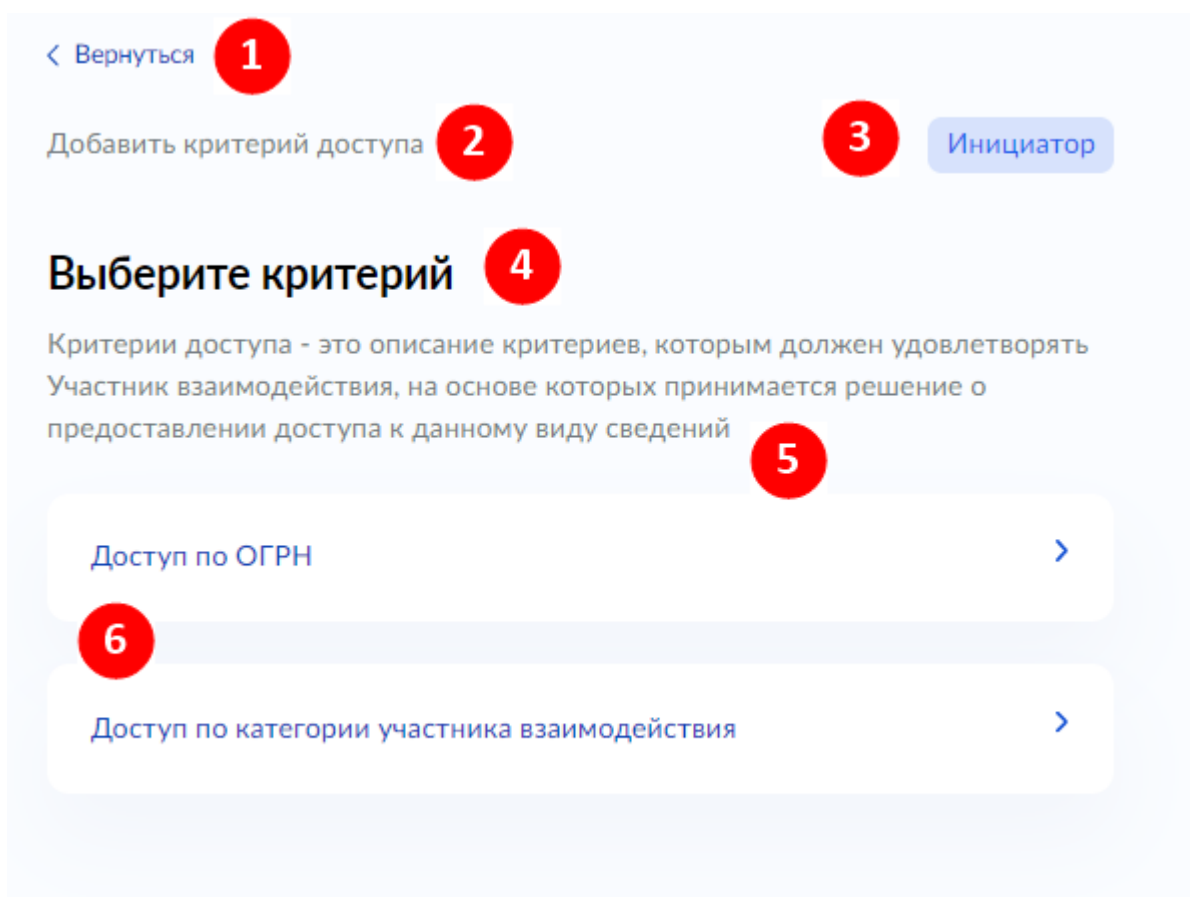 Вернуться 1
Добавить критерий доступа 2 3 Инициатор
Выберите критерий 4
Критерии доступа - это описание критериев, которым должен удовлетворять
Участник взаимодействия, на основе которых принимается решение о
предоставлении доступа к данному виду сведений
5
Доступ по ОГРН
6
Доступ по категории участника взаимодействия